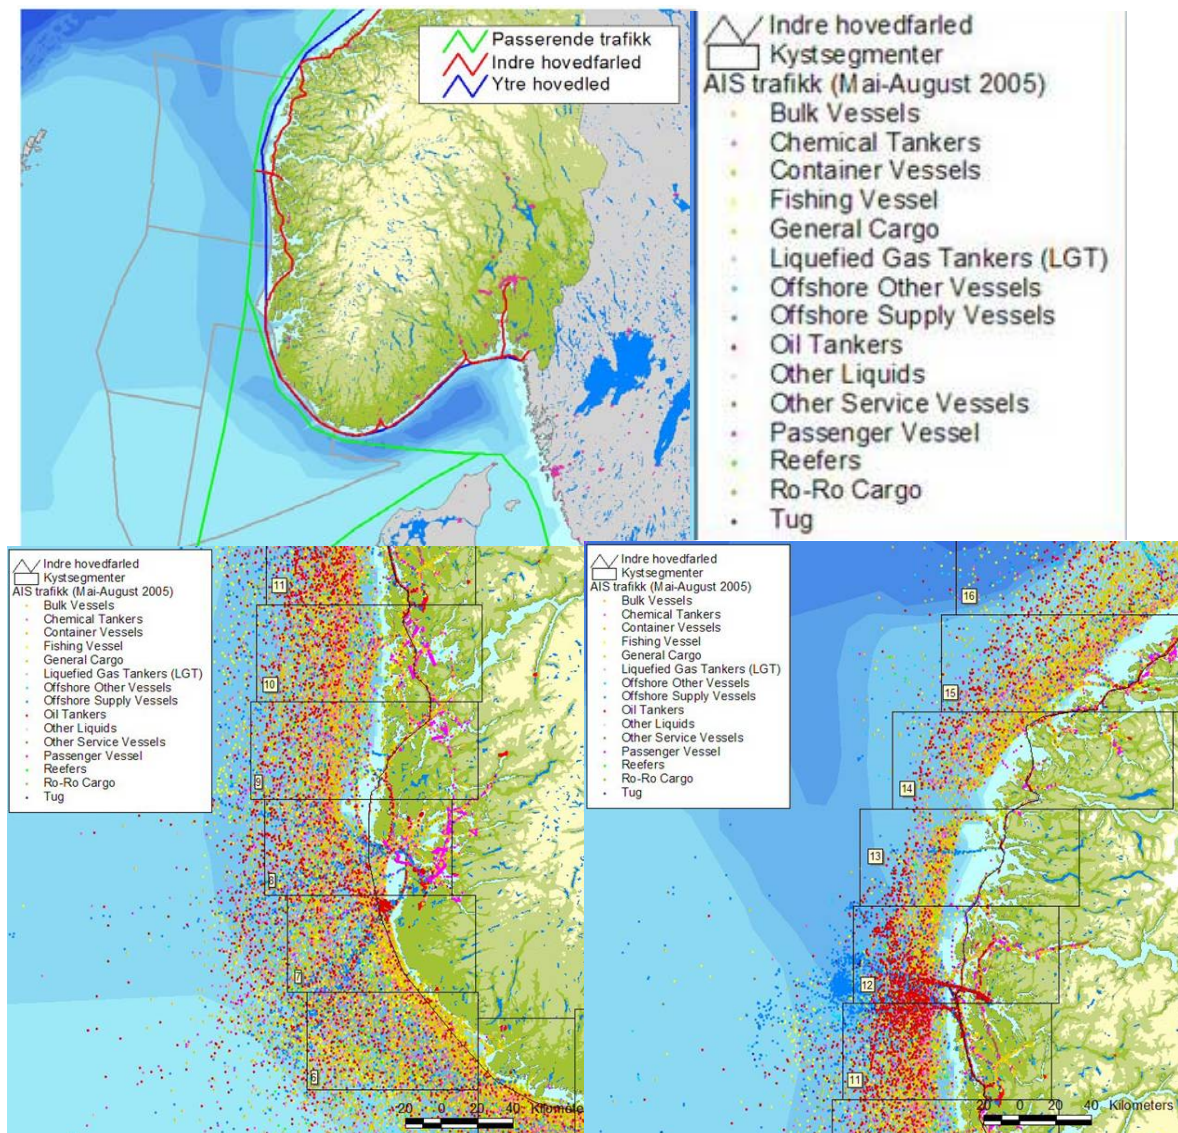 Passerende trafikk
Indre hovedfarled
Ytre hovedled
Indre hovedfarled
Kystsegmenter
AIS trafikk (Mai-August 2005)
Bulk Vessels
Chemical Tankers
Container Vessels
Fishing Vessel
General Cargo
Liquefied Gas Tankers (LGT)
Offshore Other Vessels
Offshore Supply Vessels
Oil Tankers
Other Liquids
Other Service Vessels
Passenger Vessel
Reefers
Ro-Ro Cargo
Tug
Indre hovedfarled
Kystsegmenter
AIS trafikk (Mai-August 2005)
Bulk Vessels
Chemical Tankers
Container Vessels
Fishing Vessel
General Cargo
Liquefied Gas Tankers (LGT)
Offshore Other Vessels
Offshore Supply Vessels
Oil Tankers
Other Liquids
Other Service Vessels
Passenger Vessel
Reefers
Ro-Ro Cargo
Tug
11
10
9
8
7
6
20 0 20 40 Kilometers
Indre hovedfarled
Kystsegmenter
AIS trafikk (Mai-August 2005)
Bulk Vessels
Chemical Tankers
Container Vessels
Fishing Vessel
General Cargo
Liquefied Gas Tankers (LGT)
Offshore Other Vessels
Offshore Supply Vessels
Oil Tankers
Other Liquids
Other Service Vessels
Passenger Vessel
Reefers
Ro-Ro Cargo
Tug
16
15
14
13
12
11
20 0 20 40 Kilometers